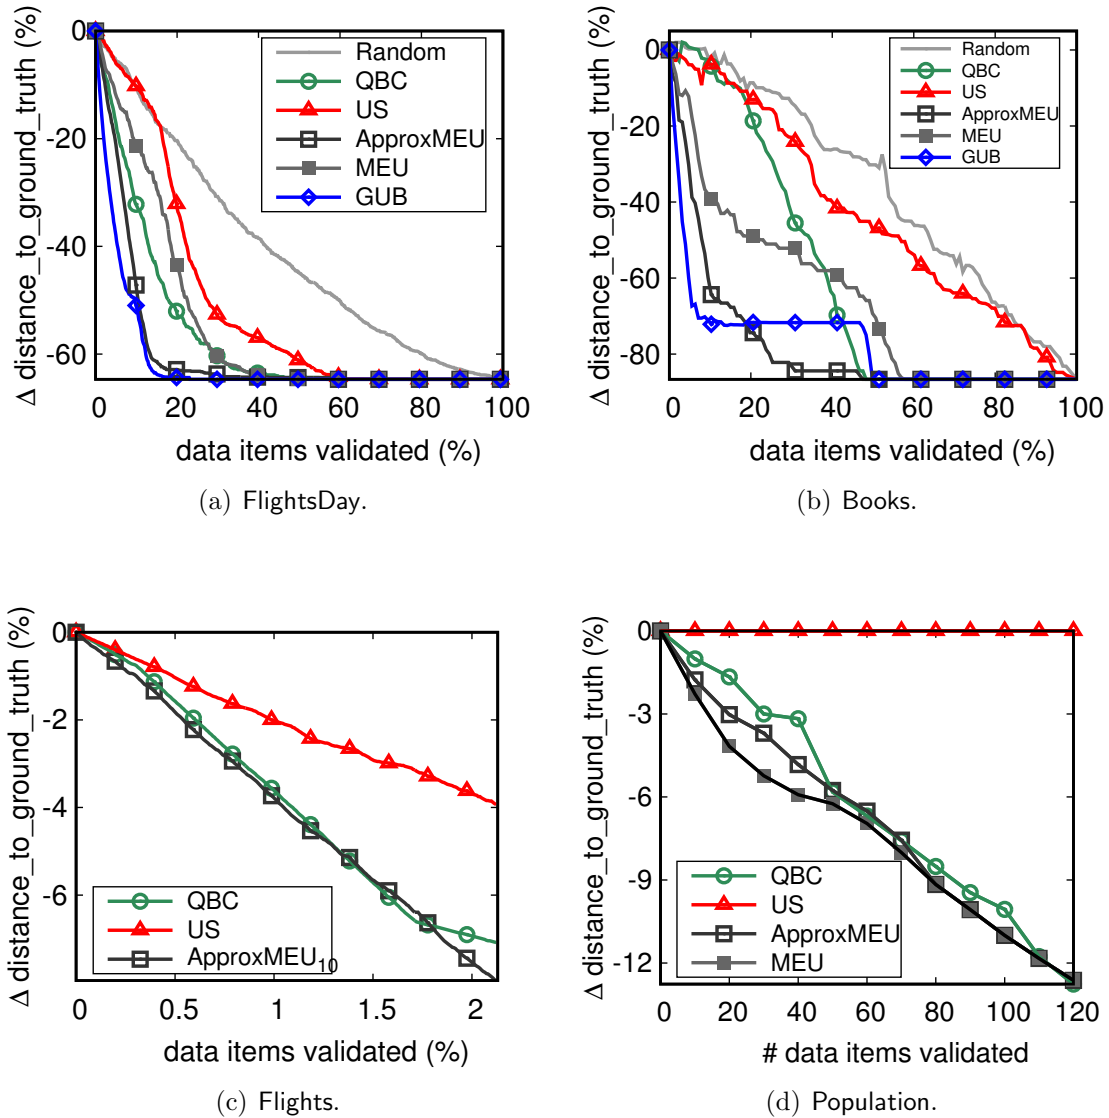 Δ distance_to_ground_truth (%)
0
-20
-40
-60
Random
QBC
US
ApproxMEU
MEU
GUB
0 20 40 60 80 100
data items validated (%)
(a) FlightsDay.
Δ distance_to_ground_truth (%)
0
-20
-40
-60
-80
Random
QBC
US
ApproxMEU
MEU
GUB
0 20 40 60 80 100
data items validated (%)
(b) Books.
Δ distance_to_ground_truth (%)
0
-2
-4
-6
QBC
US
ApproxMEU10
0 0.5 1 1.5 2
data items validated (%)
(c) Flights.
Δ distance_to_ground_truth (%)
0
-3
-6
-9
-12
QBC
US
ApproxMEU
MEU
0 20 40 60 80 100 120
# data items validated
(d) Population.